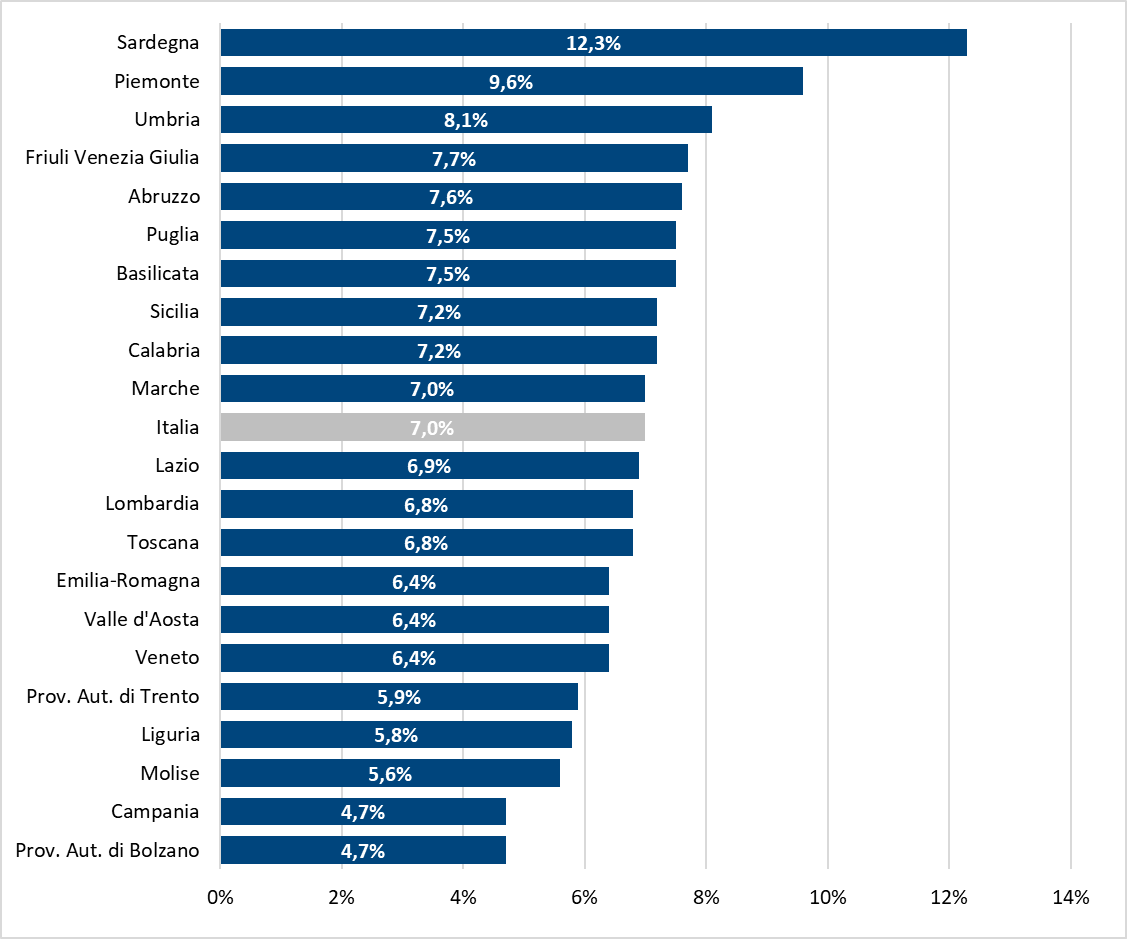 Sardegna 12,3%
Piemonte 9,6%
Umbria 8,1%
Friuli Venezia Giulia 7,7%
Abruzzo 7,6%
Puglia 7,5%
Basilicata 7,5%
Sicilia 7,2%
Calabria 7,2%
Marche 7,0%
Italia 7,0%
Lazio 6,9%
Lombardia 6,8%
Toscana 6,8%
Emilia-Romagna 6,4%
Valle d'Aosta 6,4%
Veneto 6,4%
Prov. Aut. di Trento 5,9%
Liguria 5,8%
Molise 5,6%
Campania 4,7%
Prov. Aut. di Bolzano 4,7%
0% 2% 4% 6% 8% 10% 12% 14%